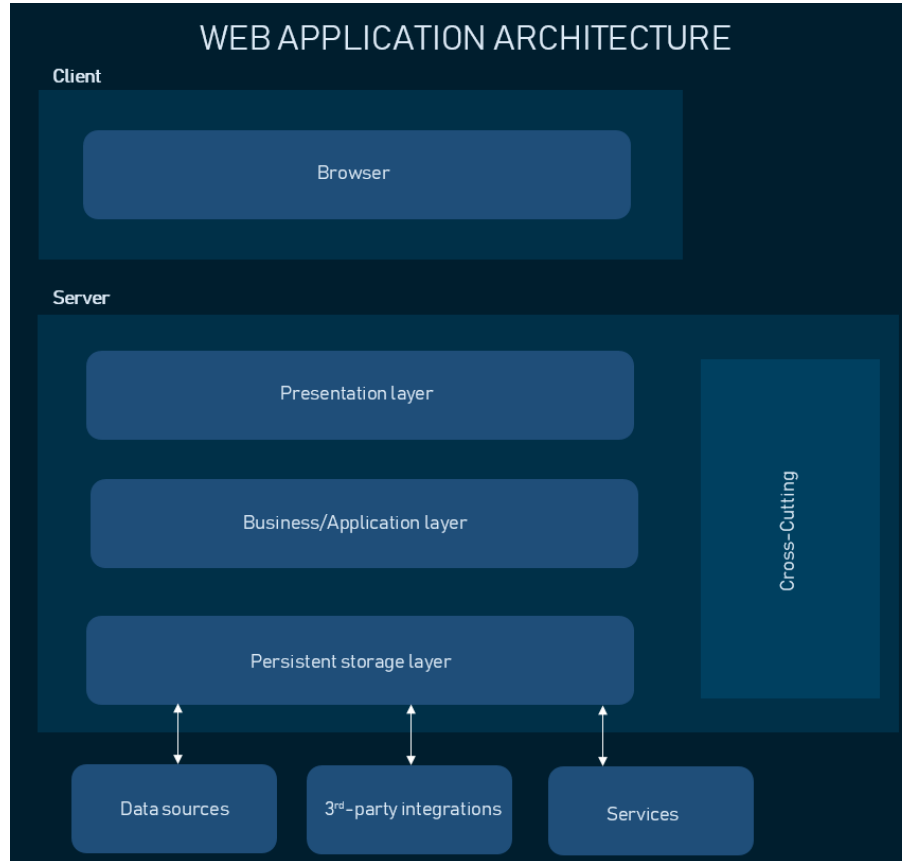 WEB APPLICATION ARCHITECTURE
Client
Browser
Server
Presentation layer
Business/Application layer
Cross-Cutting
Persistent storage layer
Data sources
3rd-party integrations
Services